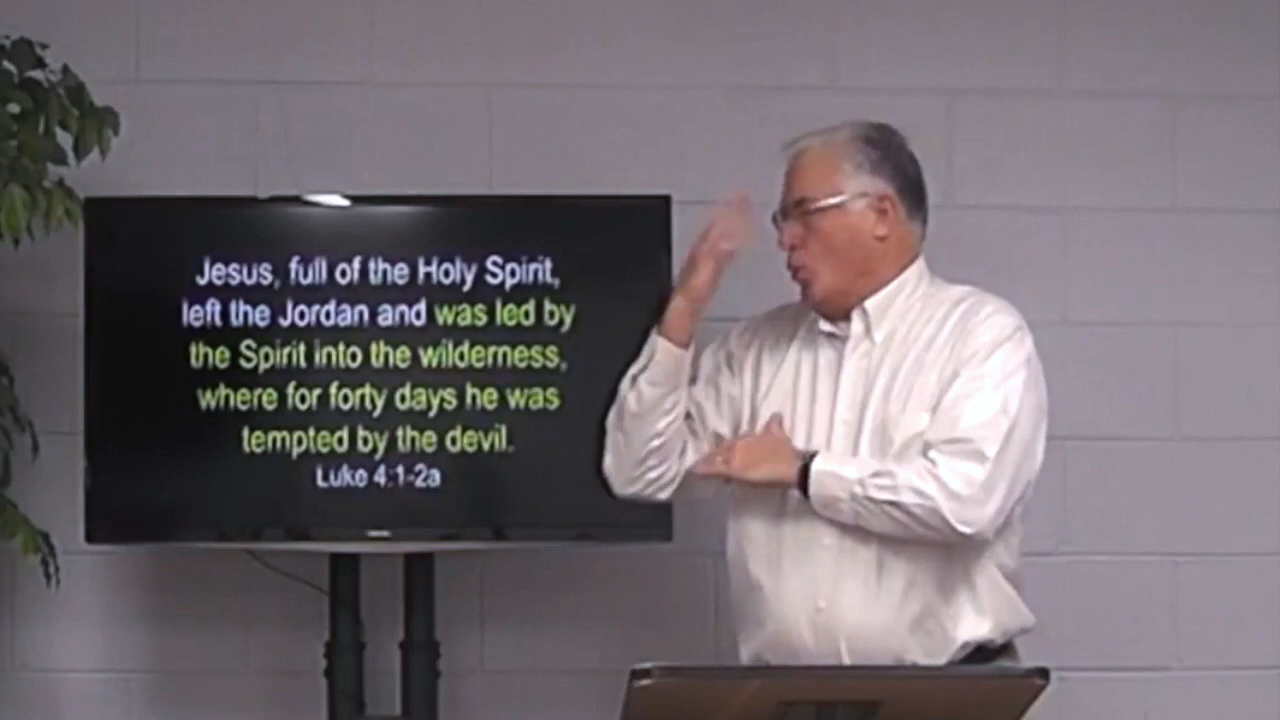 Jesus, full of the Holy Spirit,
left the Jordan and was led by
the Spirit into the wilderness,
where for forty days he was
tempted by the devil.
Luke 4:1-2a